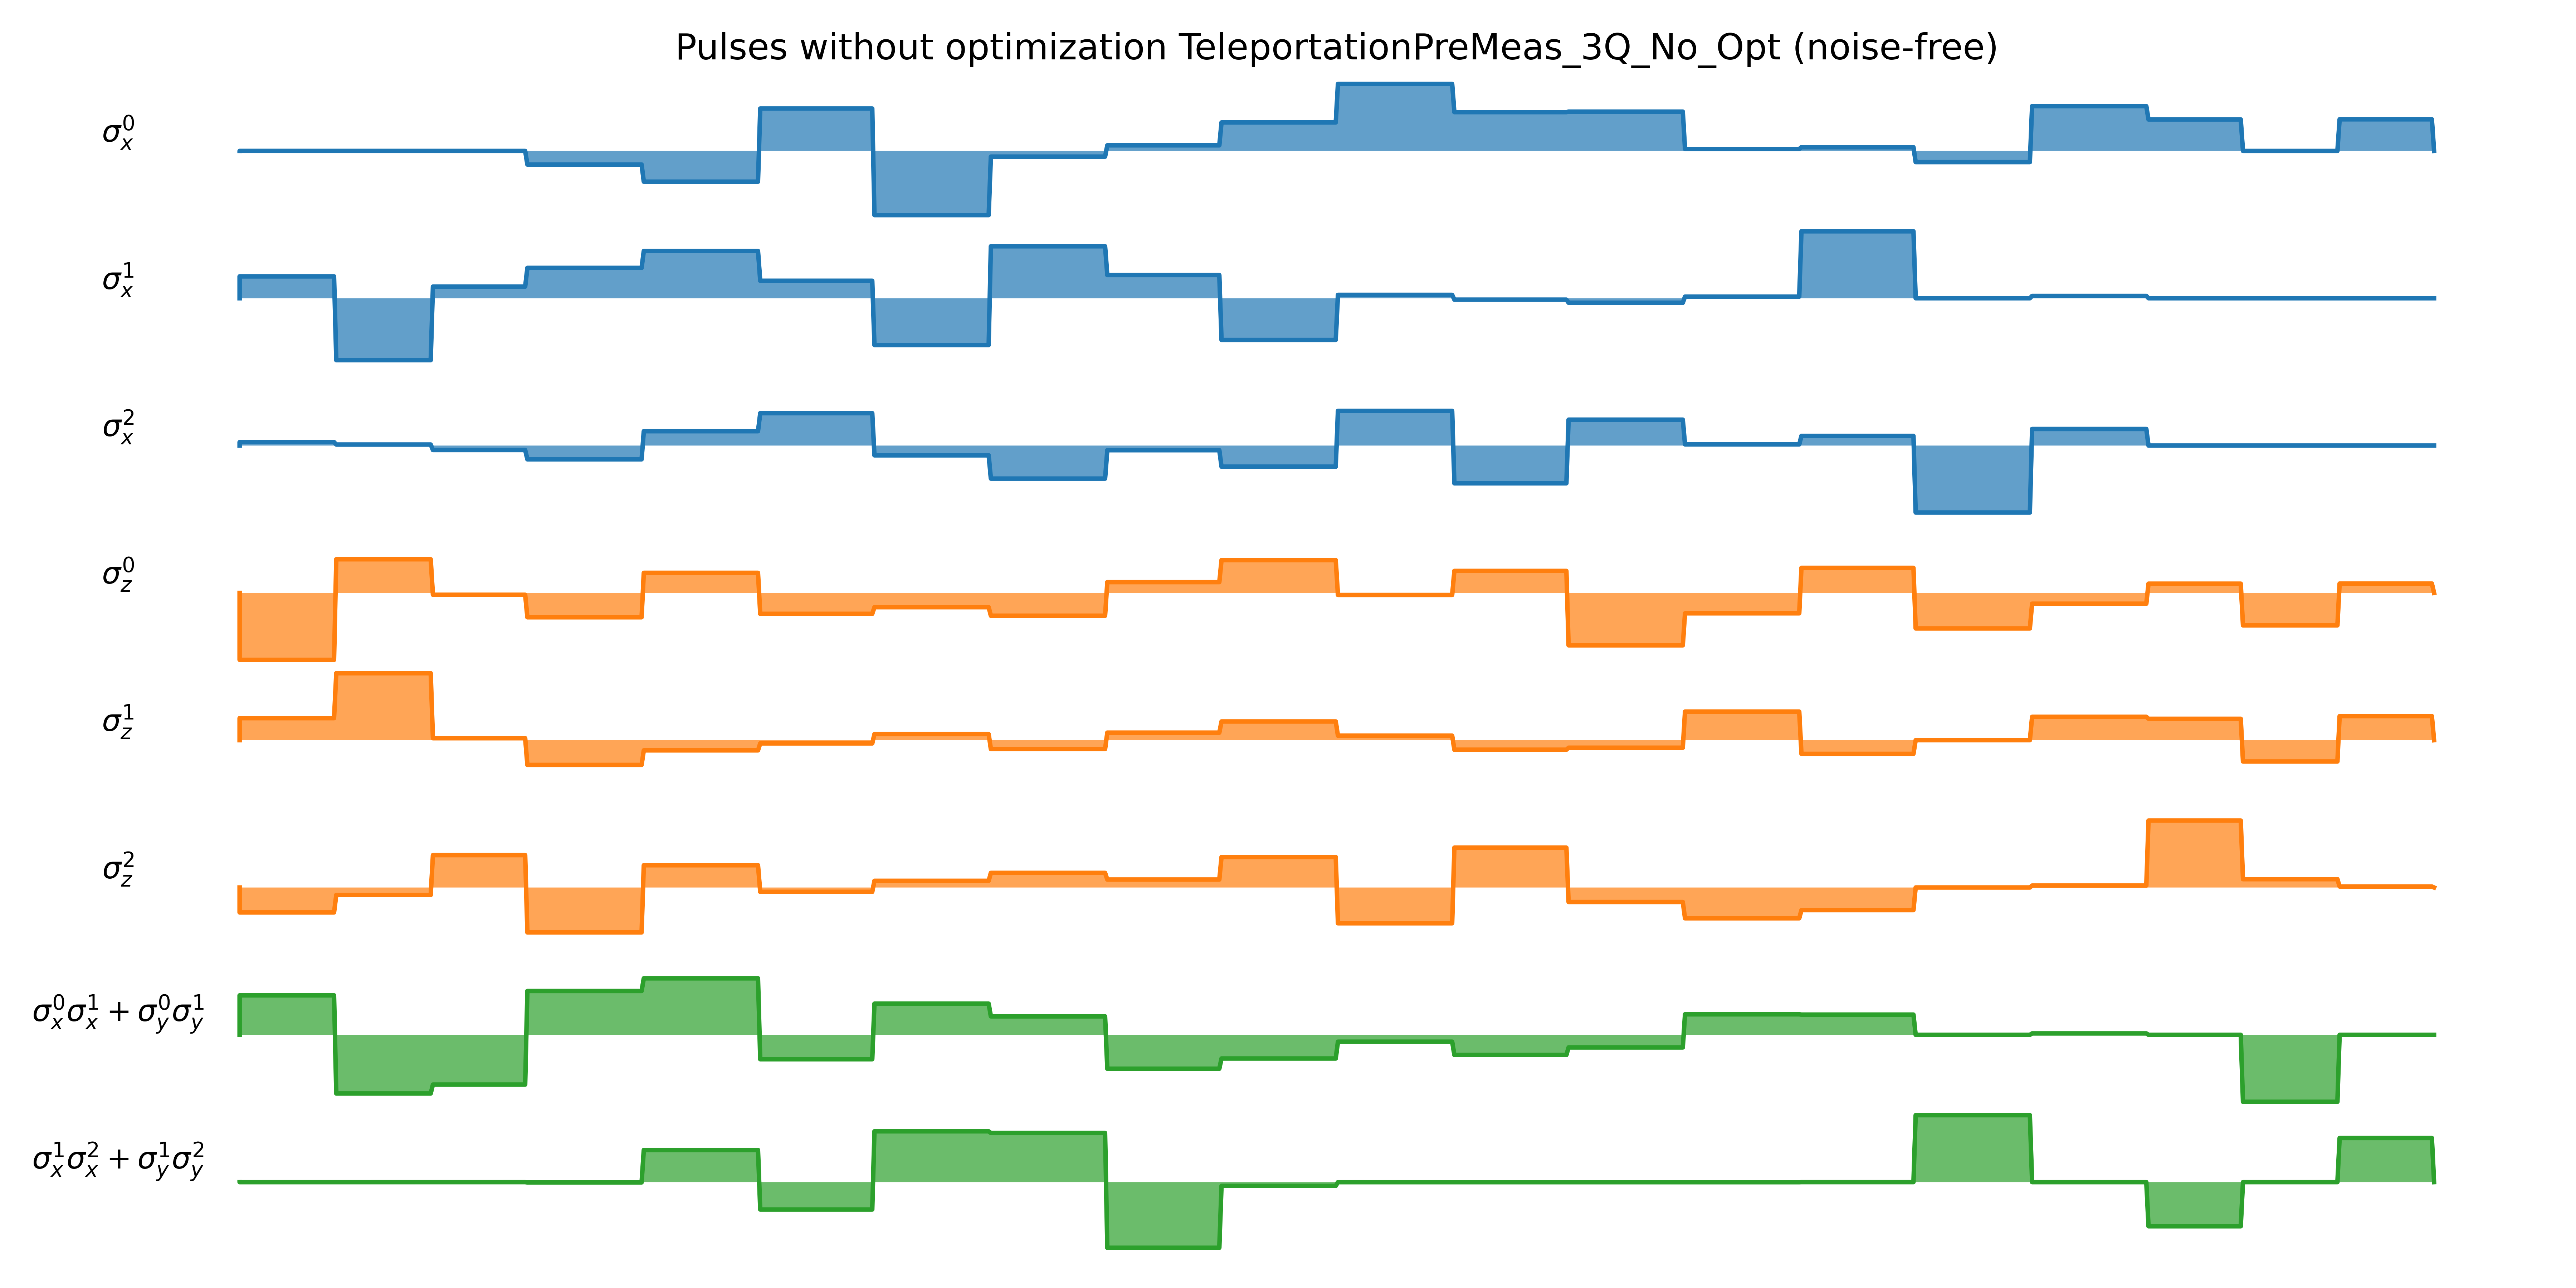 Pulses without optimization TeleportationPreMeas_3Q_No_Opt (noise-free)
σ_x^0
σ_x^1
σ_x^2
σ_z^0
σ_z^1
σ_z^2
σ_x^0σ_x^1 + σ_y^0σ_y^1
σ_x^1σ_x^2 + σ_y^1σ_y^2